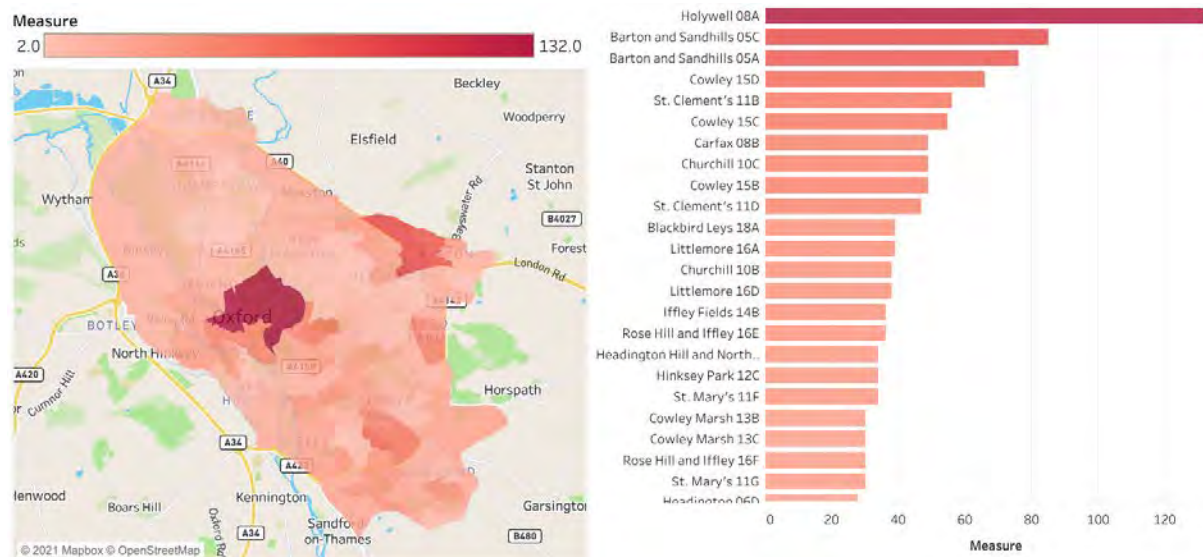 Measure
2.0
132.0
A34
Beckley
Woodperry
Elsfield
A40
Stanton
St John
Wytham
Bayswater Rd
B4027
Forest
London Rd
Oxford
BOTLEY
North Hinksey
A420
Cumnor Hill
Horspath
A34
Kennington
Boars Hill
Garsington
Sandford
on-Thames
Oxford Rd
A34
B480
© 2021 Mapbox © OpenStreetMap
Holywell 08A
Barton and Sandhills 05C
Barton and Sandhills 05A
Cowley 15D
St. Clement's 11B
Cowley 15C
Carfax 08B
Churchill 10C
Cowley 15B
St. Clement's 11D
Blackbird Leys 18A
Littlemore 16A
Churchill 10B
Littlemore 16D
Iffley Fields 14B
Rose Hill and Iffley 16E
Headington Hill and North..
Hinksey Park 12C
St. Mary's 11F
Cowley Marsh 13B
Cowley Marsh 13C
Rose Hill and Iffley 16F
St. Mary's 11G
Headington 06D
0 20 40 60 80 100 120
Measure